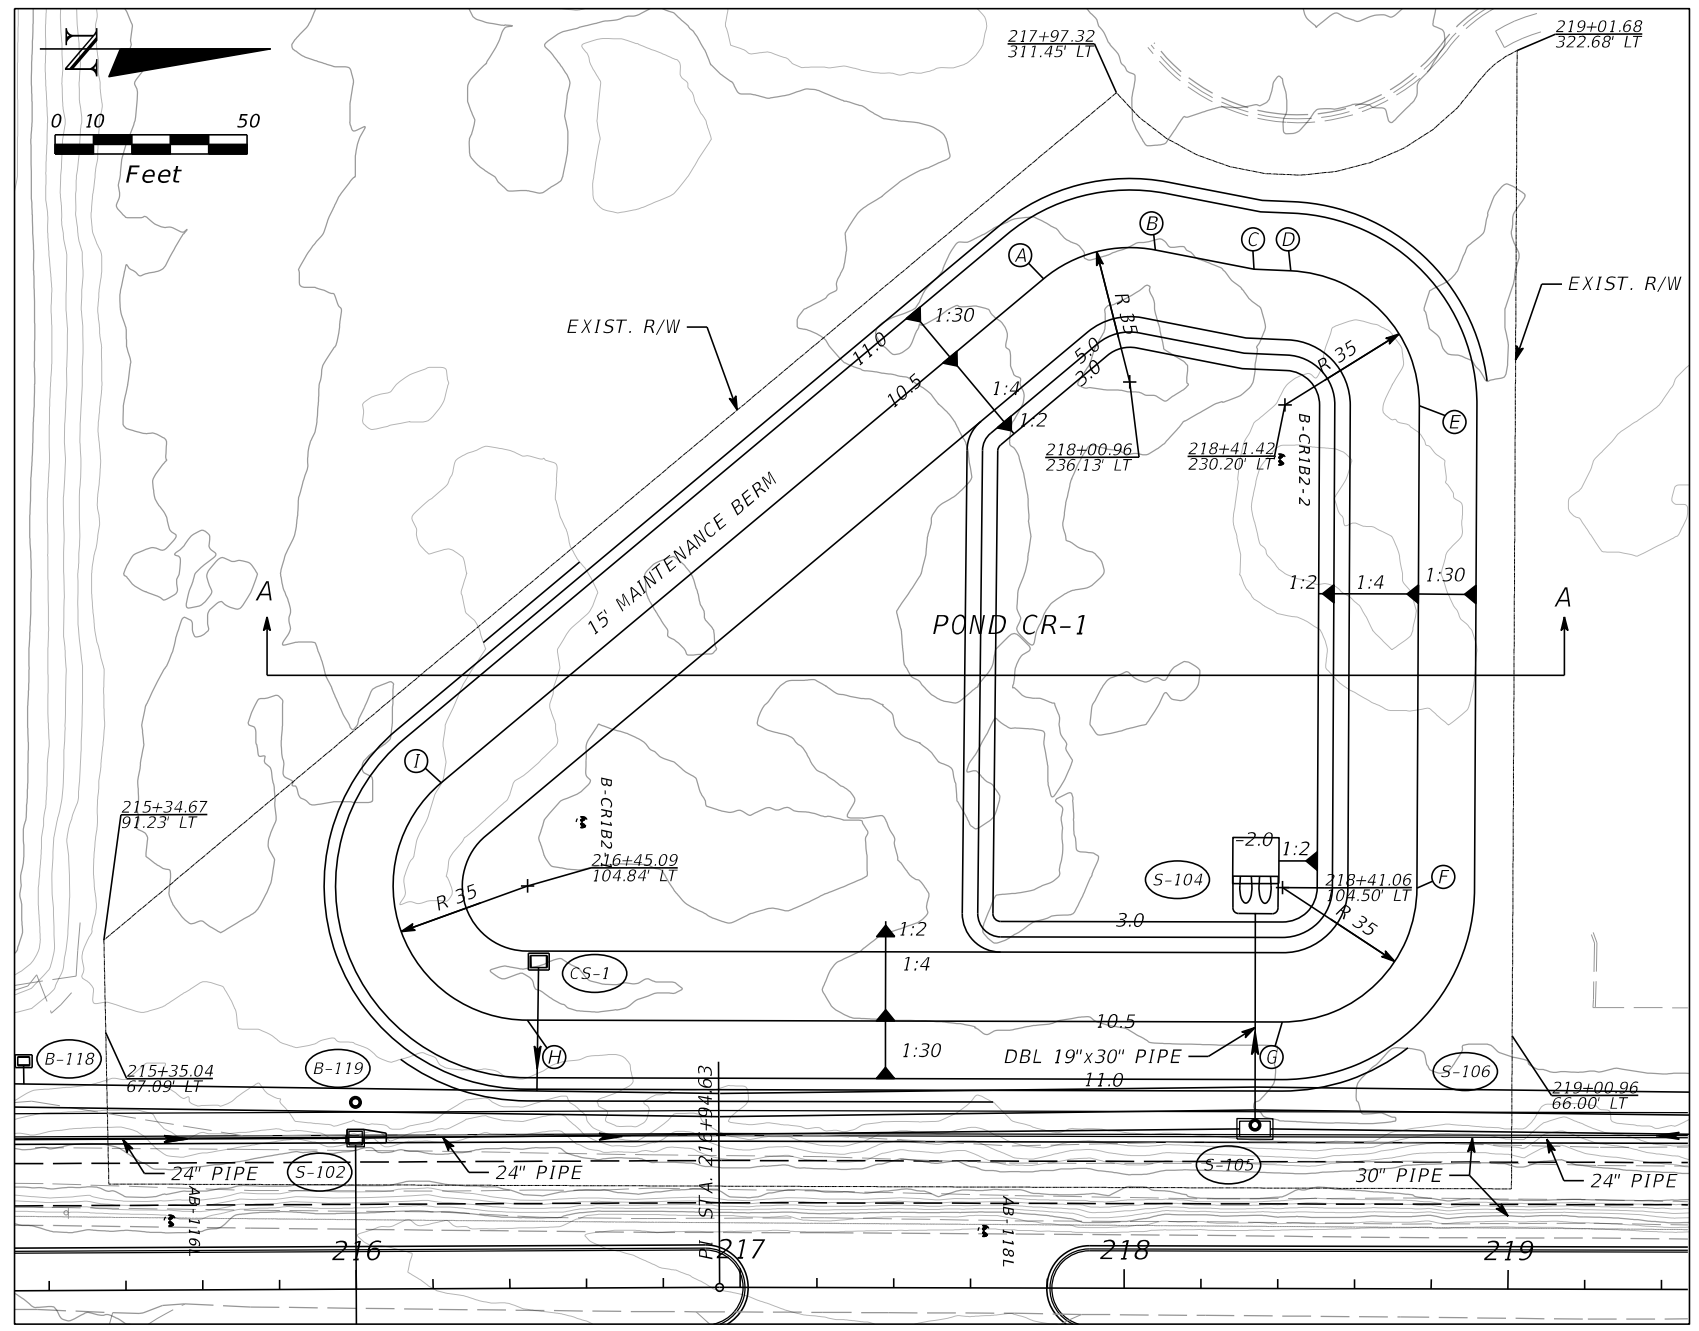 N
0 10 50
Feet
217+97.32
311.45' LT
219+01.68
322.68' LT
A
B
C
D
EXIST. R/W
EXIST. R/W
1:30
11.0
10.5
1:4
1:2
5.0
3.0
R 35
R 35
218+00.96
236.13' LT
218+41.42
230.20' LT
B-CR1B2-2
E
15' MAINTENANCE BERM
A
A
1:2
1:4
1:30
POND CR-1
I
215+34.67
91.23' LT
B-CR1B2-1
216+45.09
104.84' LT
R 35
-2.0
1:2
S-104
218+41.06
104.50' LT
F
R 35
3.0
1:2
1:4
CS-1
10.5
1:30
H
DBL 19"x30" PIPE
G
11.0
B-118
B-119
S-106
215+35.04
67.09' LT
219+00.96
66.00' LT
PI STA. 216+94.63
24" PIPE
S-102
24" PIPE
S-105
30" PIPE
24" PIPE
AB-116L
AB-118L
216
217
218
219